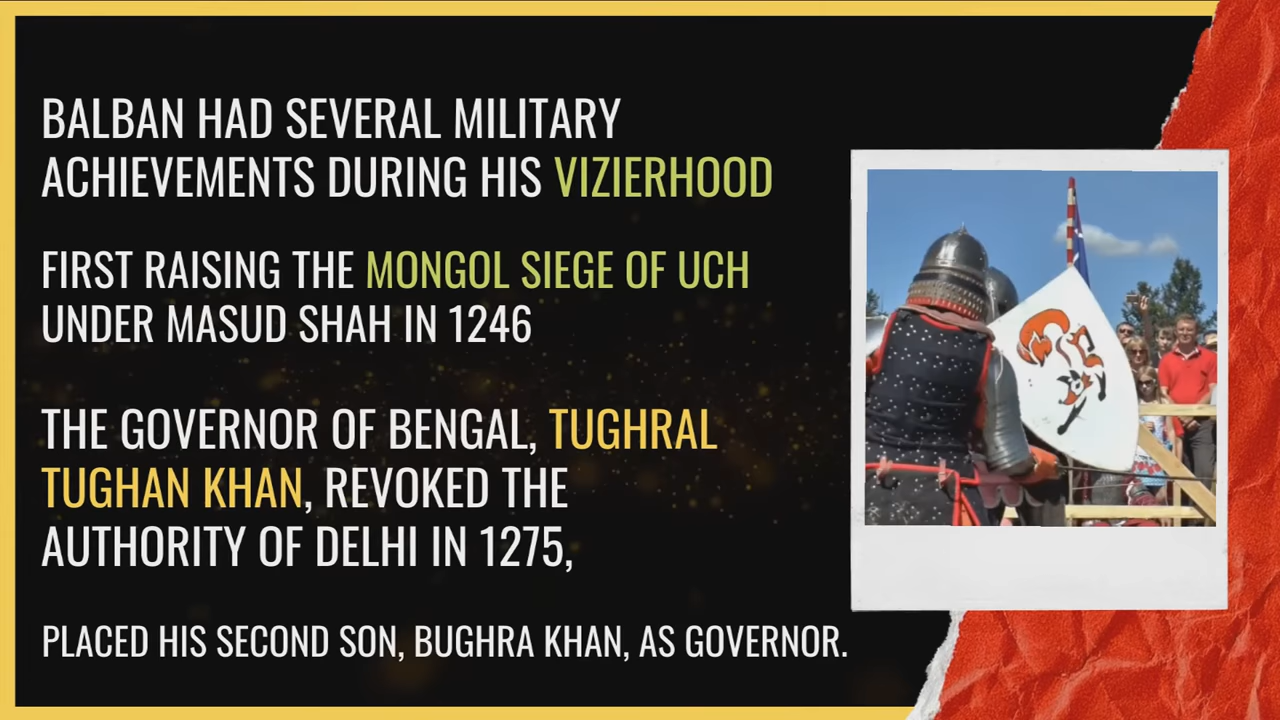 BALBAN HAD SEVERAL MILITARY
ACHIEVEMENTS DURING HIS VIZIERHOOD
FIRST RAISING THE MONGOL SIEGE OF UCH
UNDER MASUD SHAH IN 1246
THE GOVERNOR OF BENGAL, TUGHRAL
TUGHAN KHAN, REVOKED THE
AUTHORITY OF DELHI IN 1275,
PLACED HIS SECOND SON, BUGHRA KHAN, AS GOVERNOR.